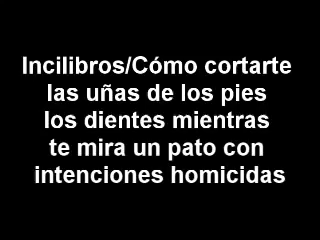 Incilibros/Cómo cortarte
las uñas de los pies
los dientes mientras
te mira un pato con
intenciones homicidas